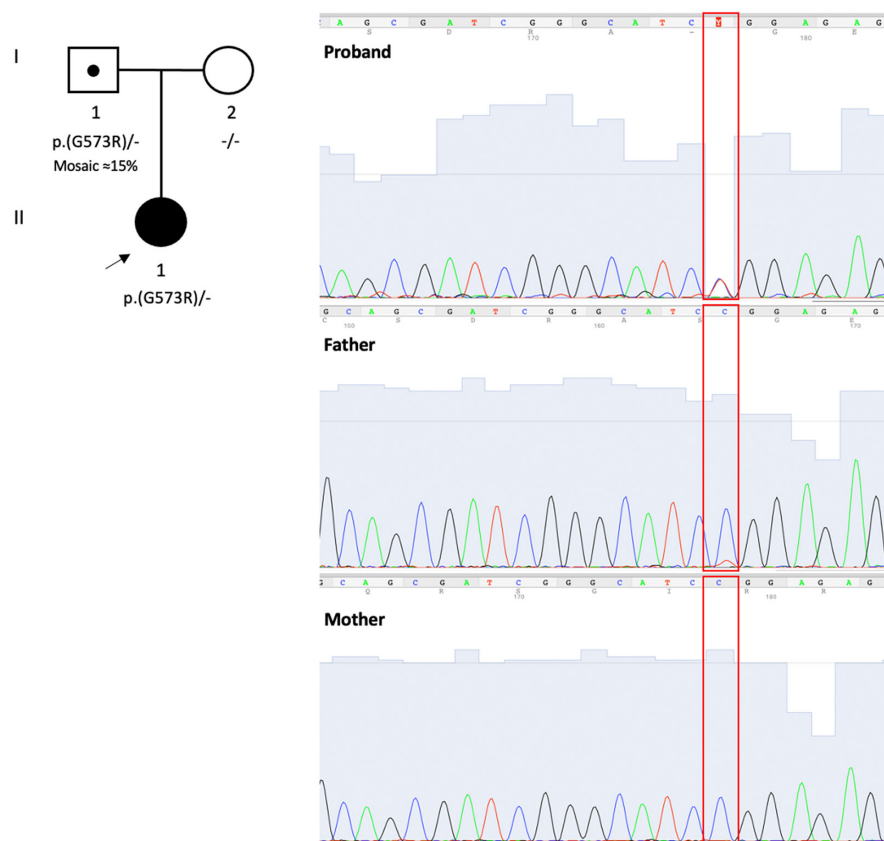 I
1
2
p.(G573R)/-
-/-
Mosaic ≈15%
II
1
p.(G573R)/-
A G C G A T C G G G C A T C Y G G A G A G
S D R A - G E
170 180
Proband
G C A G C G A T C G G G C A T C C G G A G A G
C S D R A S G E
160 170
Father
G C A G C G A T C G G G C A T C C G G A R A G
Q R S G I R R
170 180
Mother